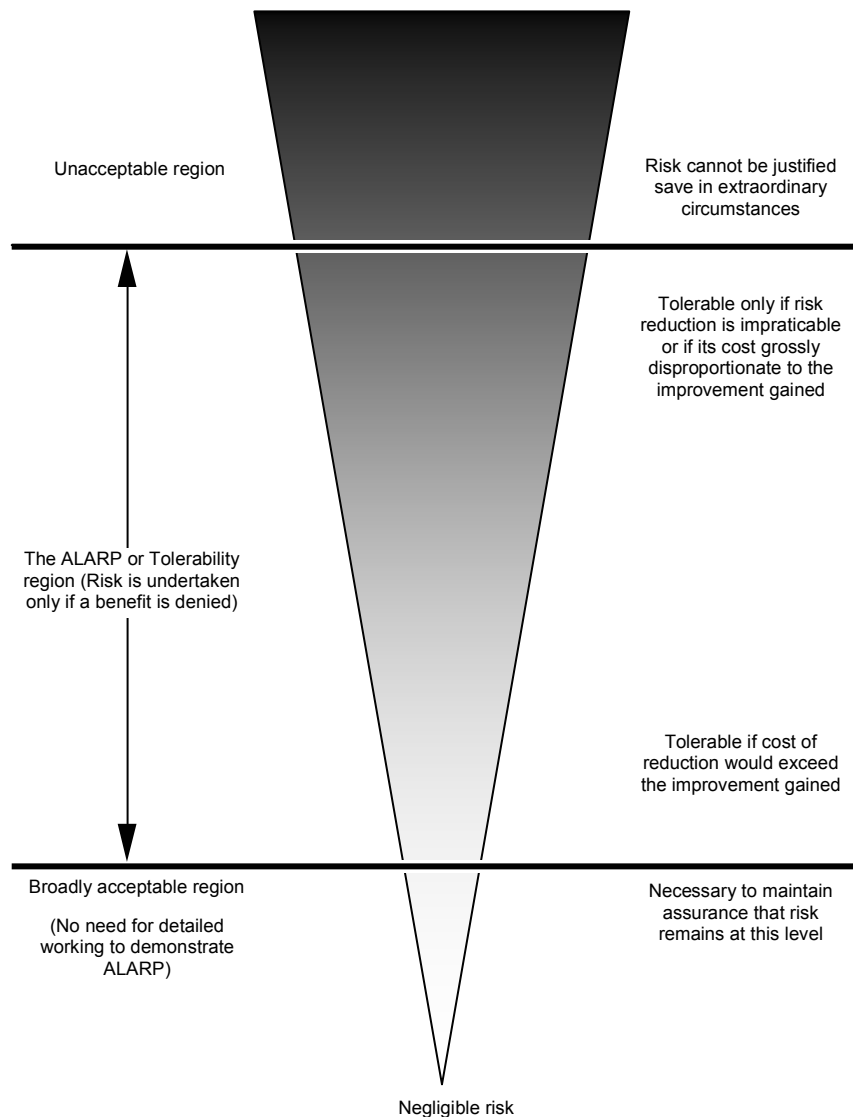 Unacceptable region
Risk cannot be justified
save in extraordinary
circumstances
Tolerable only if risk
reduction is impraticable
or if its cost grossly
disproportionate to the
improvement gained
The ALARP or Tolerability
region (Risk is undertaken
only if a benefit is denied)
Tolerable if cost of
reduction would exceed
the improvement gained
Broadly acceptable region
(No need for detailed
working to demonstrate
ALARP)
Necessary to maintain
assurance that risk
remains at this level
Negligible risk